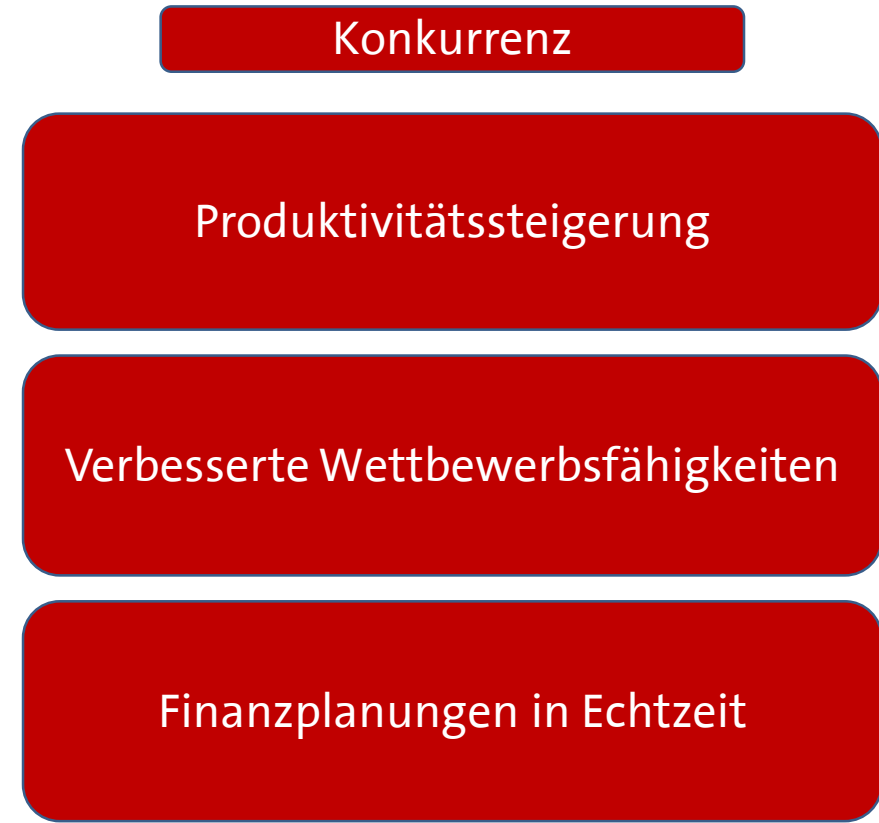 Konkurrenz
Produktivitätssteigerung
Verbesserte Wettbewerbsfähigkeiten
Finanzplanungen in Echtzeit